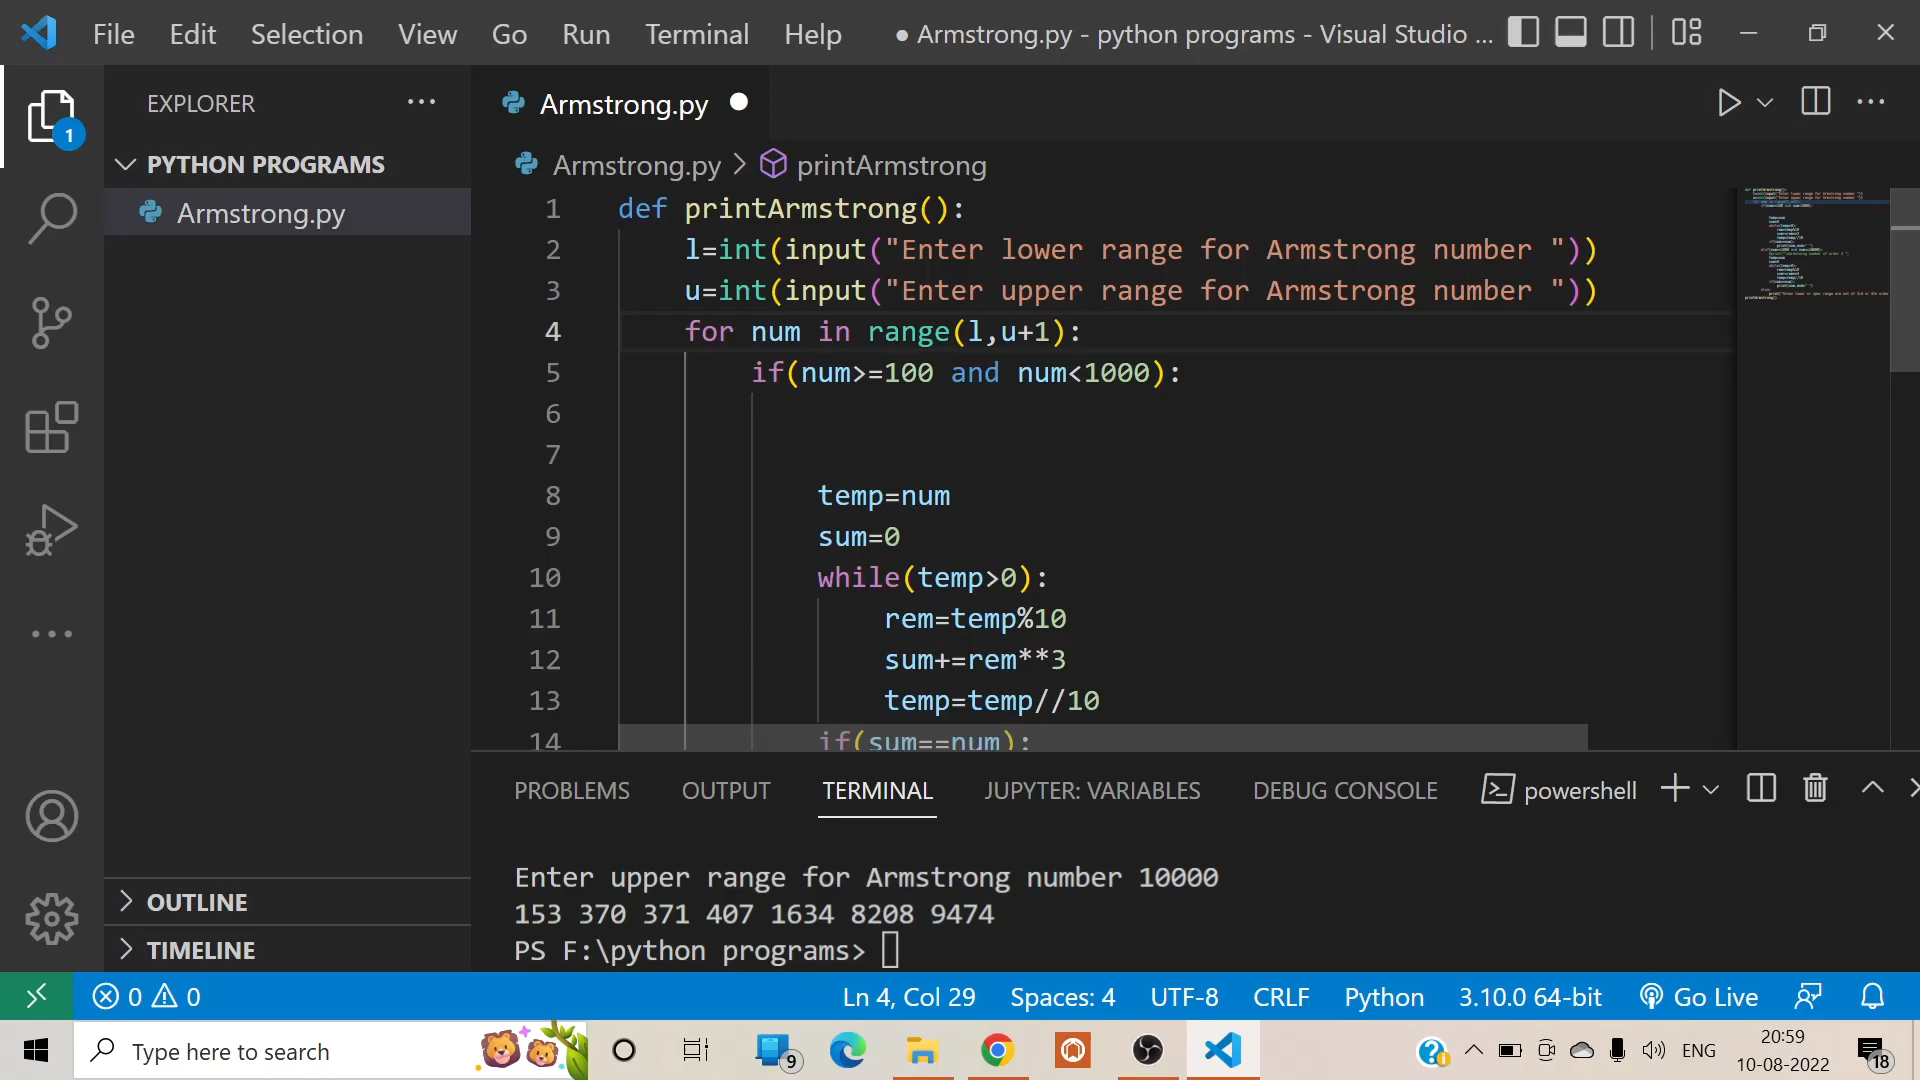 File Edit Selection View Go Run Terminal Help ● Armstrong.py - python programs - Visual Studio ...
EXPLORER
1
PYTHON PROGRAMS
Armstrong.py
OUTLINE
TIMELINE
Armstrong.py
Armstrong.py > printArmstrong
1 def printArmstrong():
2 l=int(input("Enter lower range for Armstrong number "))
3 u=int(input("Enter upper range for Armstrong number "))
4 for num in range(l,u+1):
5 if(num>=100 and num<1000):
6
7
8 temp=num
9 sum=0
10 while(temp>0):
11 rem=temp%10
12 sum+=rem**3
13 temp=temp//10
14 if(sum==num):
PROBLEMS OUTPUT TERMINAL JUPYTER: VARIABLES DEBUG CONSOLE powershell
Enter upper range for Armstrong number 10000
153 370 371 407 1634 8208 9474
PS F:\python programs>
0 0 Ln 4, Col 29 Spaces: 4 UTF-8 CRLF Python 3.10.0 64-bit Go Live
Type here to search 9 ENG 20:59
10-08-2022 18